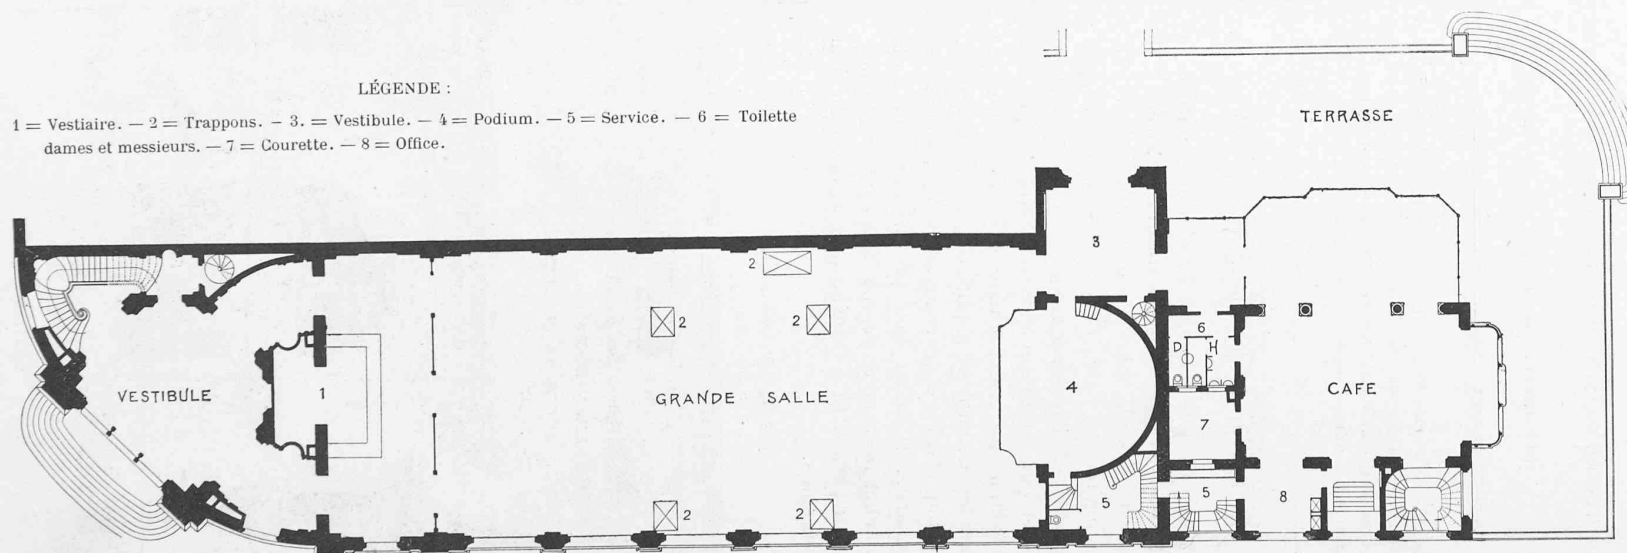 LÉGENDE :
1 = Vestiaire. — 2 = Trappons. – 3. = Vestibule. — 4 = Podium. — 5 = Service. — 6 = Toilette
dames et messieurs. — 7 = Courette. — 8 = Office.
TERRASSE
3
2
2
2
6
D H
VESTIBULE
1
GRANDE SALLE
4
CAFE
7
2
2
5
5
8